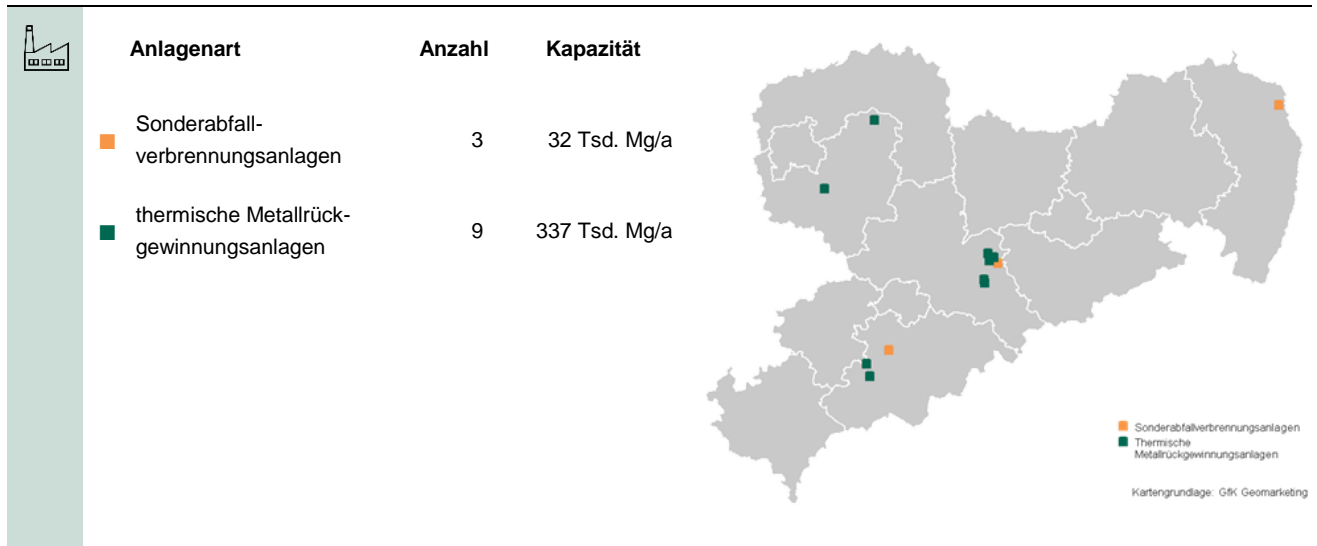 Anlagenart Anzahl Kapazität
Sonderabfall-
verbrennungsanlagen 3 32 Tsd. Mg/a
thermische Metallrück-
gewinnungsanlagen 9 337 Tsd. Mg/a
Sonderabfallverbrennungsanlagen
Thermische
Metallrückgewinnungsanlagen
Kartengrundlage: GfK Geomarketing